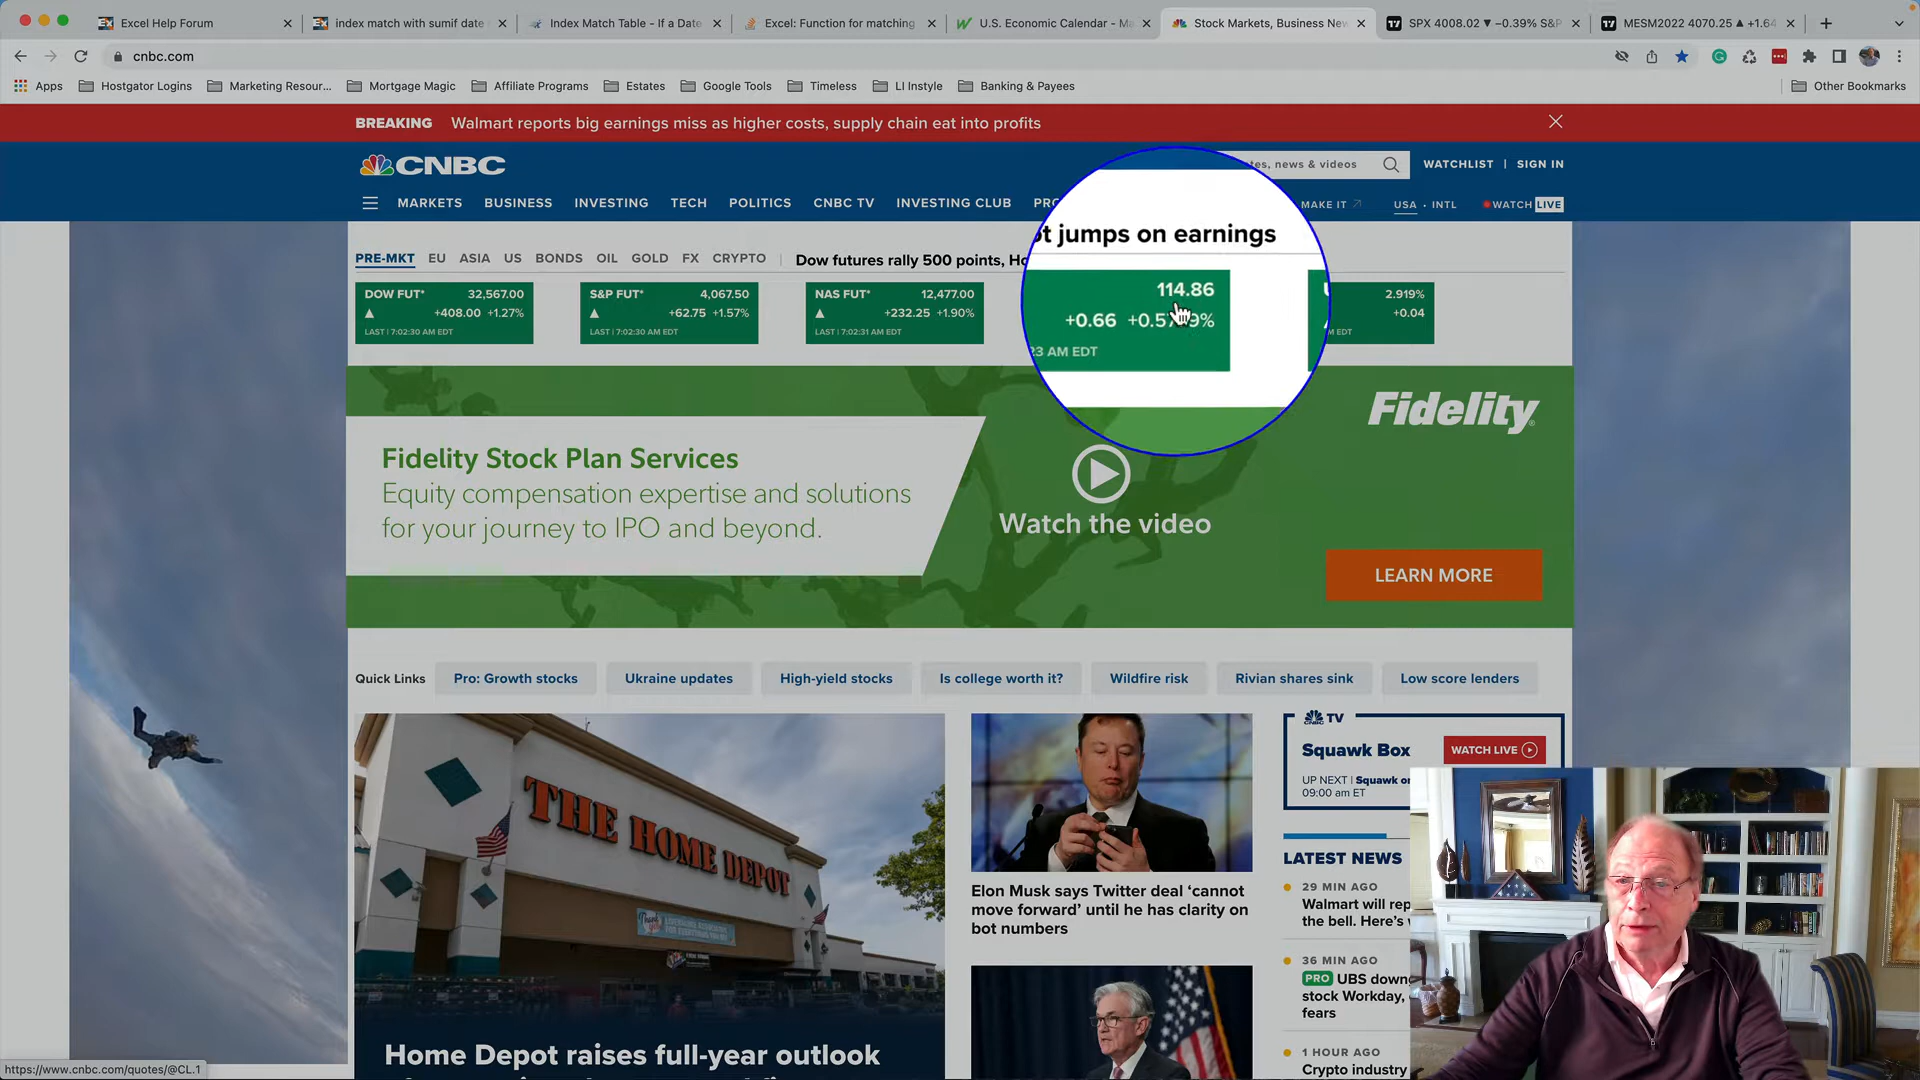 Excel Help Forum
index match with sumif date
Index Match Table - If a Date
Excel: Function for matching
U.S. Economic Calendar - Ma
Stock Markets, Business New
SPX 4008.02 ▼ −0.39% S&P
MESM2022 4070.25 ▲ +1.64
cnbc.com
Apps
Hostgator Logins
Marketing Resour...
Mortgage Magic
Affiliate Programs
Estates
Google Tools
Timeless
LI Instyle
Banking & Payees
Other Bookmarks
BREAKING Walmart reports big earnings miss as higher costs, supply chain eat into profits
CNBC
news & videos
WATCHLIST | SIGN IN
MARKETS BUSINESS INVESTING TECH POLITICS CNBC TV INVESTING CLUB
MAKE IT
USA • INTL
WATCH LIVE
PRE-MKT EU ASIA US BONDS OIL GOLD FX CRYPTO
Dow futures rally 500 points,
jumps on earnings
DOW FUT* 32,567.00
+408.00 +1.27%
LAST | 7:02:30 AM EDT
S&P FUT* 4,067.50
+62.75 +1.57%
LAST | 7:02:30 AM EDT
NAS FUT* 12,477.00
+232.25 +1.90%
LAST | 7:02:31 AM EDT
114.86
+0.66
23 AM EDT
2.919%
+0.04
EDT
Fidelity
Fidelity Stock Plan Services
Equity compensation expertise and solutions
for your journey to IPO and beyond.
Watch the video
LEARN MORE
Quick Links
Pro: Growth stocks
Ukraine updates
High-yield stocks
Is college worth it?
Wildfire risk
Rivian shares sink
Low score lenders
THE HOME DEPOT
Home Depot raises full-year outlook
Elon Musk says Twitter deal ‘cannot
move forward’ until he has clarity on
bot numbers
CNBC TV
Squawk Box
WATCH LIVE
UP NEXT | Squawk on
09:00 am ET
LATEST NEWS
29 MIN AGO
Walmart will rep
the bell. Here's
36 MIN AGO
PRO UBS down
stock Workday,
fears
1 HOUR AGO
Crypto industry
https://www.cnbc.com/quotes/@CL.1